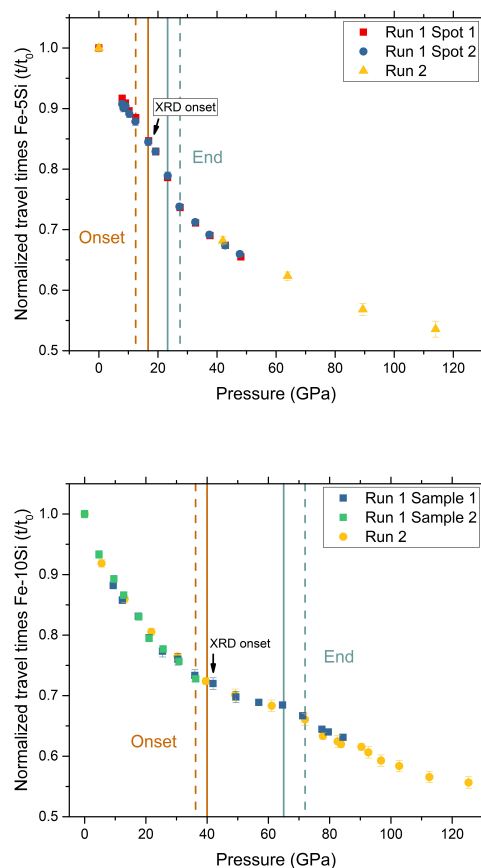 Normalized travel times Fe-5Si (t/t₀)
1.0
0.9
0.8
0.7
0.6
0.5
Run 1 Spot 1
Run 1 Spot 2
Run 2
XRD onset
End
Onset
0 20 40 60 80 100 120
Pressure (GPa)
Normalized travel times Fe-10Si (t/t₀)
1.0
0.9
0.8
0.7
0.6
0.5
Run 1 Sample 1
Run 1 Sample 2
Run 2
XRD onset
End
Onset
0 20 40 60 80 100 120
Pressure (GPa)